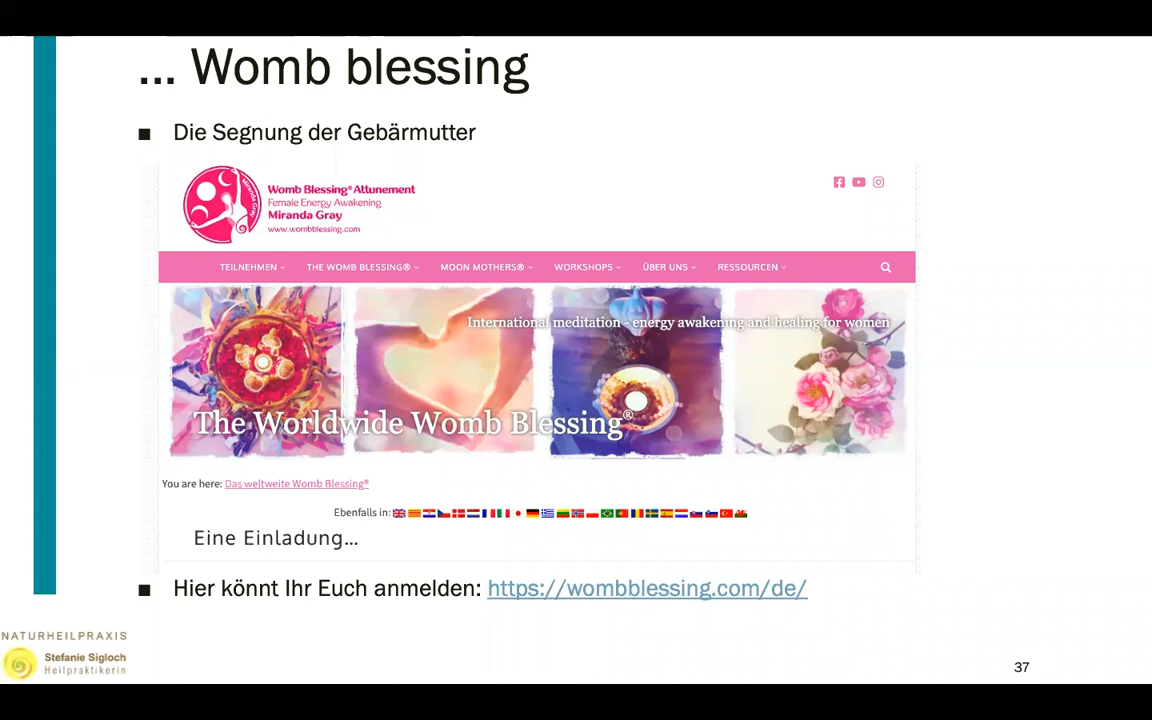 ... Womb blessing
■ Die Segnung der Gebärmutter
Womb Blessing® Attunement
Female Energy Awakening
Miranda Gray
www.wombblessing.com
Miranda Gray
TEILNEHMEN THE WOMB BLESSING® MOON MOTHERS® WORKSHOPS ÜBER UNS RESSOURCEN
International meditation - energy awakening and healing for women
The Worldwide Womb Blessing®
You are here: Das weltweite Womb Blessing®
Ebenfalls in:
Eine Einladung...
■ Hier könnt Ihr Euch anmelden: https://wombblessing.com/de/
NATURHEILPRAXIS
Stefanie Sigloch
Heilpraktikerin
37